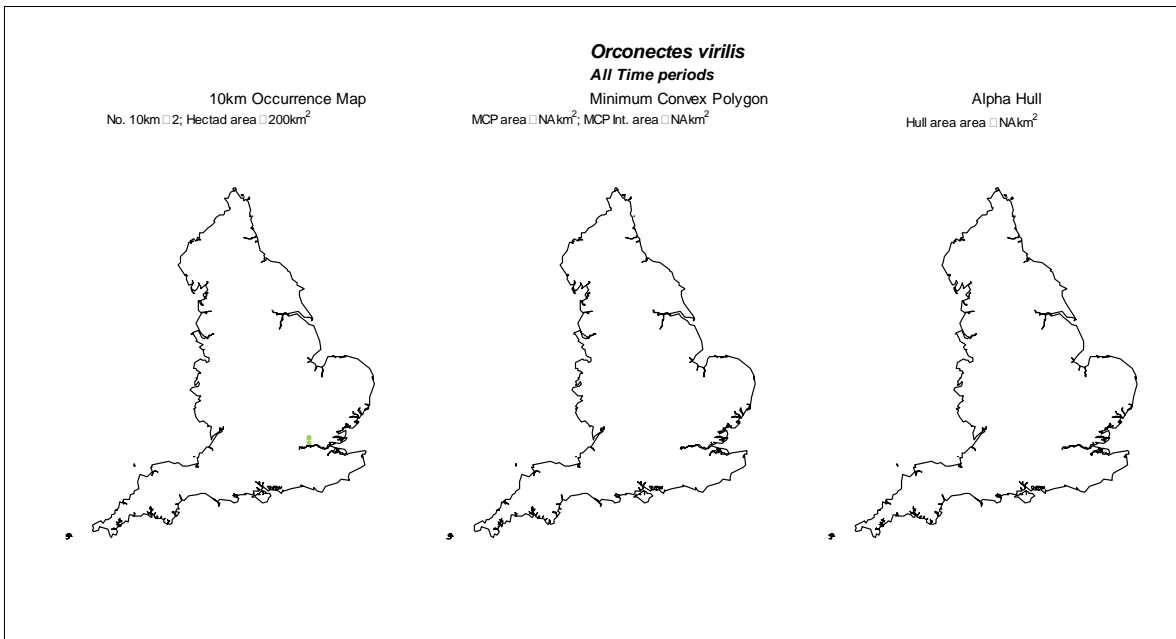 Orconectes virilis
All Time periods
10km Occurrence Map
No. 10km □ 2; Hectad area □ 200km²
Minimum Convex Polygon
MCP area □ NAkm²; MCP Int. area □ NAkm²
Alpha Hull
Hull area area □ NAkm²